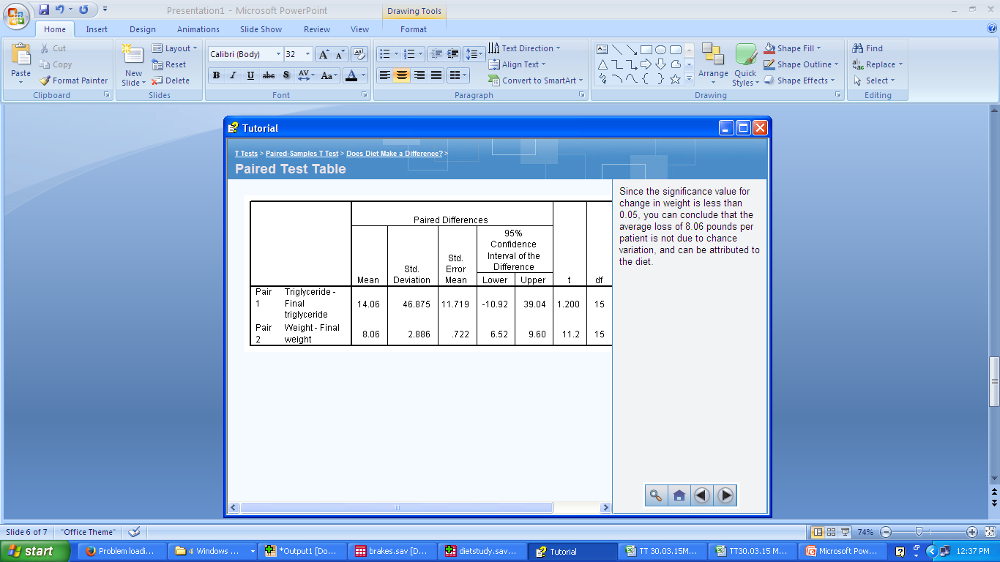 Presentation1 - Microsoft PowerPoint
Drawing Tools
Home Insert Design Animations Slide Show Review View Format
Paste
Cut
Copy
Format Painter
Clipboard
New
Slide
Layout
Reset
Delete
Slides
Calibri (Body) 32 A A Aa
B I U abc S AV Aa A
Font
Text Direction
Align Text
Convert to SmartArt
Paragraph
Arrange
Quick
Styles
Shape Fill
Shape Outline
Shape Effects
Drawing
Find
Replace
Select
Editing
Tutorial
T Tests > Paired-Samples T Test > Does Diet Make a Difference? >
Paired Test Table
Paired Differences
95%
Confidence
Interval of the
Difference
Mean
Std.
Deviation
Std.
Error
Mean
Lower Upper
t
df
Pair
1
Triglyceride -
Final
triglyceride
14.06 46.875 11.719 -10.92 39.04 1.200 15
Pair
2
Weight - Final
weight
8.06 2.886 .722 6.52 9.60 11.2 15
Since the significance value for
change in weight is less than
0.05, you can conclude that the
average loss of 8.06 pounds per
patient is not due to chance
variation, and can be attributed to
the diet.
Slide 6 of 7 "Office Theme" 74%
start Problem loadi... 4 Windows ... *Output1 [Do... brakes.sav [D... dietstudy.sav... Tutorial TT 30.03.15M... TT30.03.15 M... Microsoft Pow... 12:37 PM